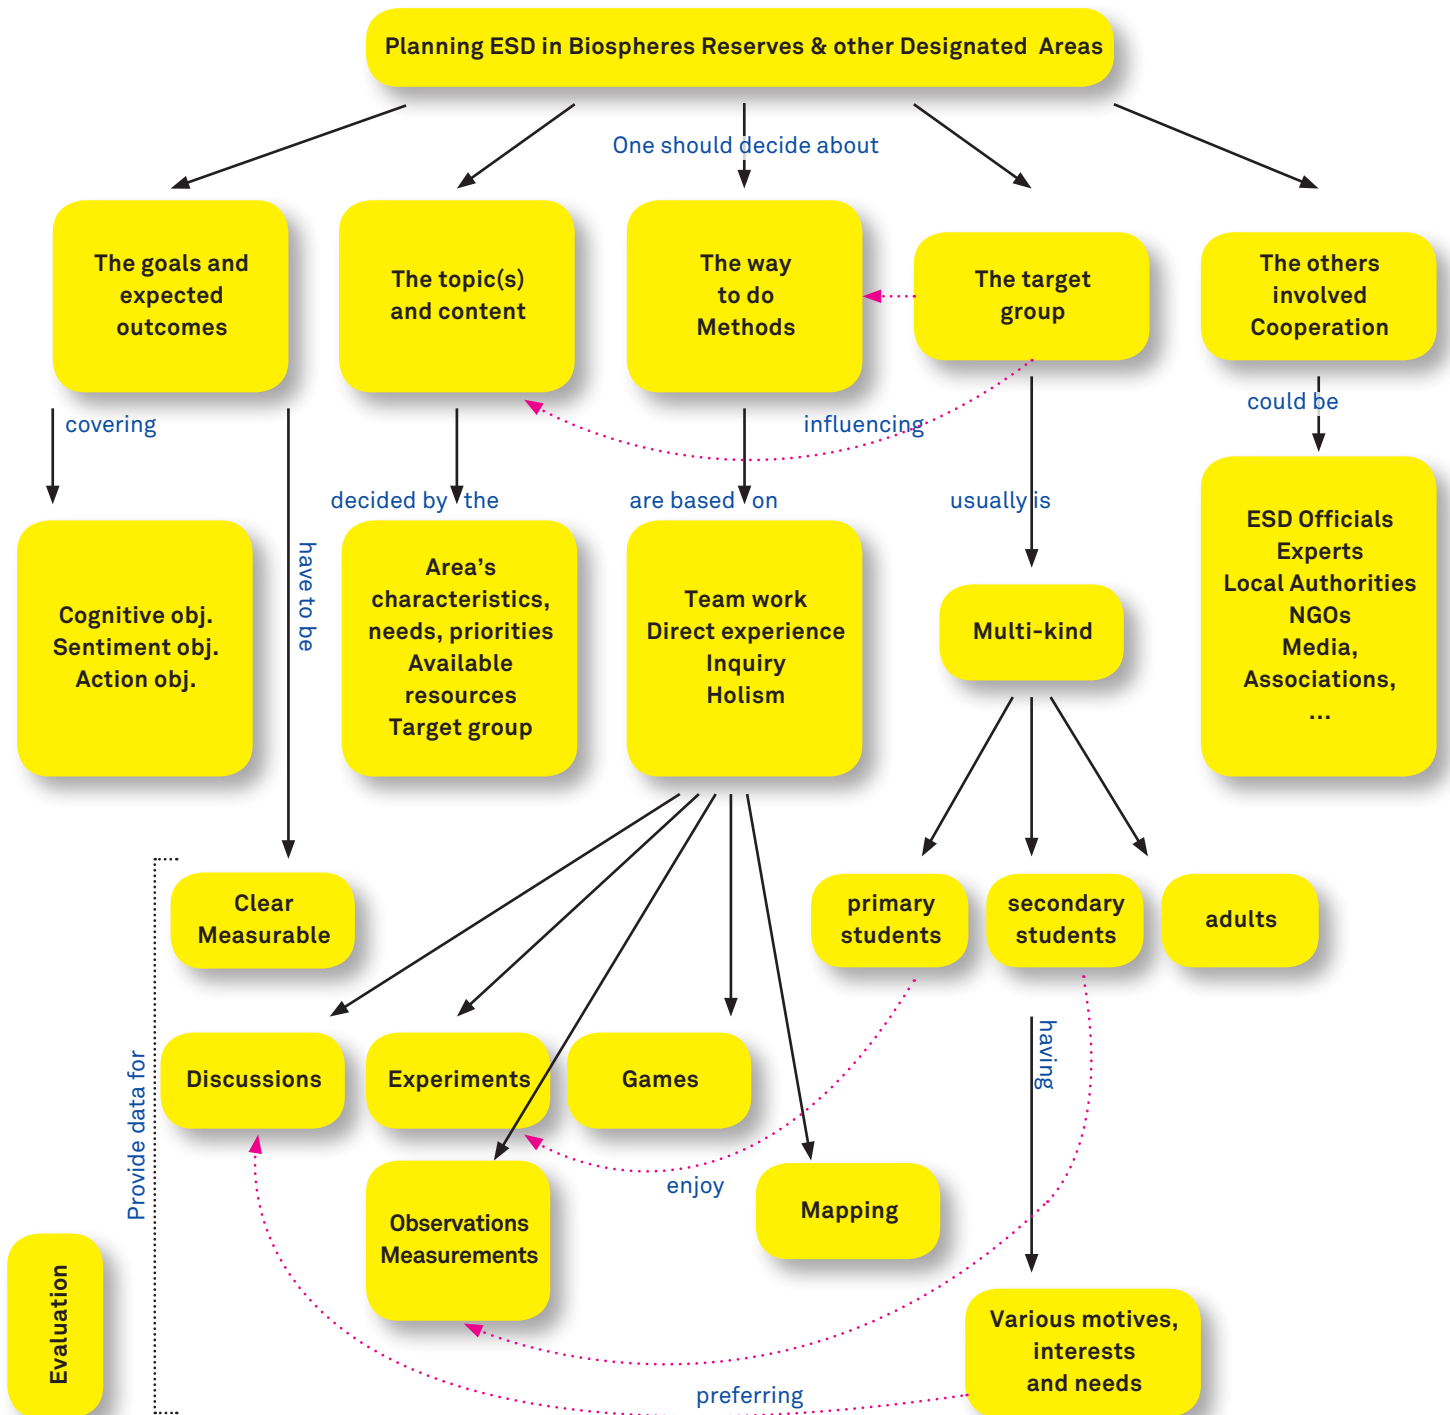 Planning ESD in Biospheres Reserves & other Designated Areas
One should decide about
The goals and
expected
outcomes
The topic(s)
and content
The way
to do
Methods
The target
group
The others
involved
Cooperation
covering
influencing
could be
decided by the
are based on
usually is
have to be
Cognitive obj.
Sentiment obj.
Action obj.
Area's
characteristics,
needs, priorities
Available
resources
Target group
Team work
Direct experience
Inquiry
Holism
Multi-kind
ESD Officials
Experts
Local Authorities
NGOs
Media,
Associations,
...
Clear
Measurable
primary
students
secondary
students
adults
having
Provide data for
Discussions
Experiments
Games
enjoy
Observations
Measurements
Mapping
Evaluation
Various motives,
interests
and needs
preferring